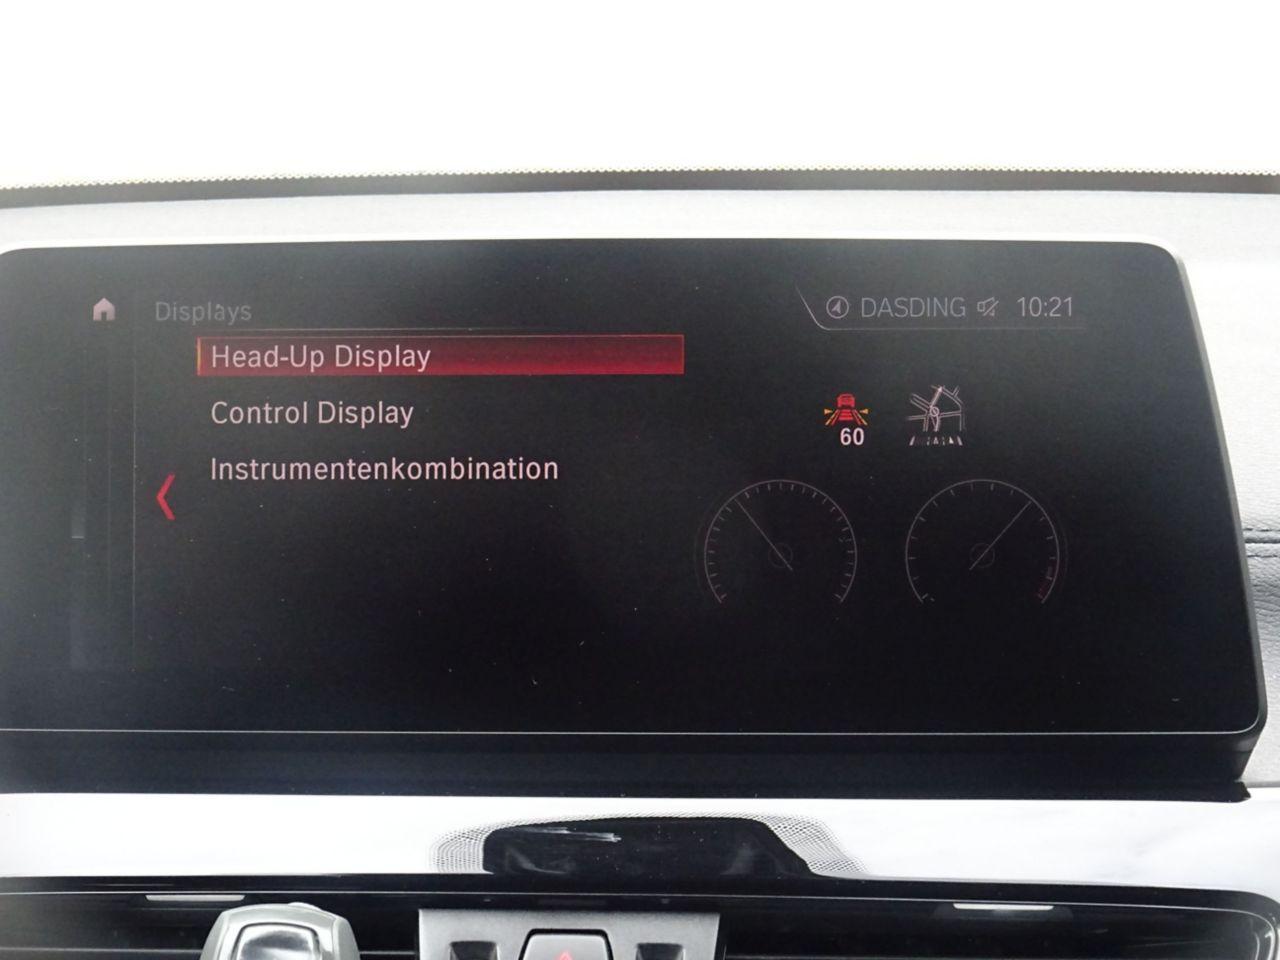 Displays
DASDING 10:21
Head-Up Display
Control Display
Instrumentenkombination
60